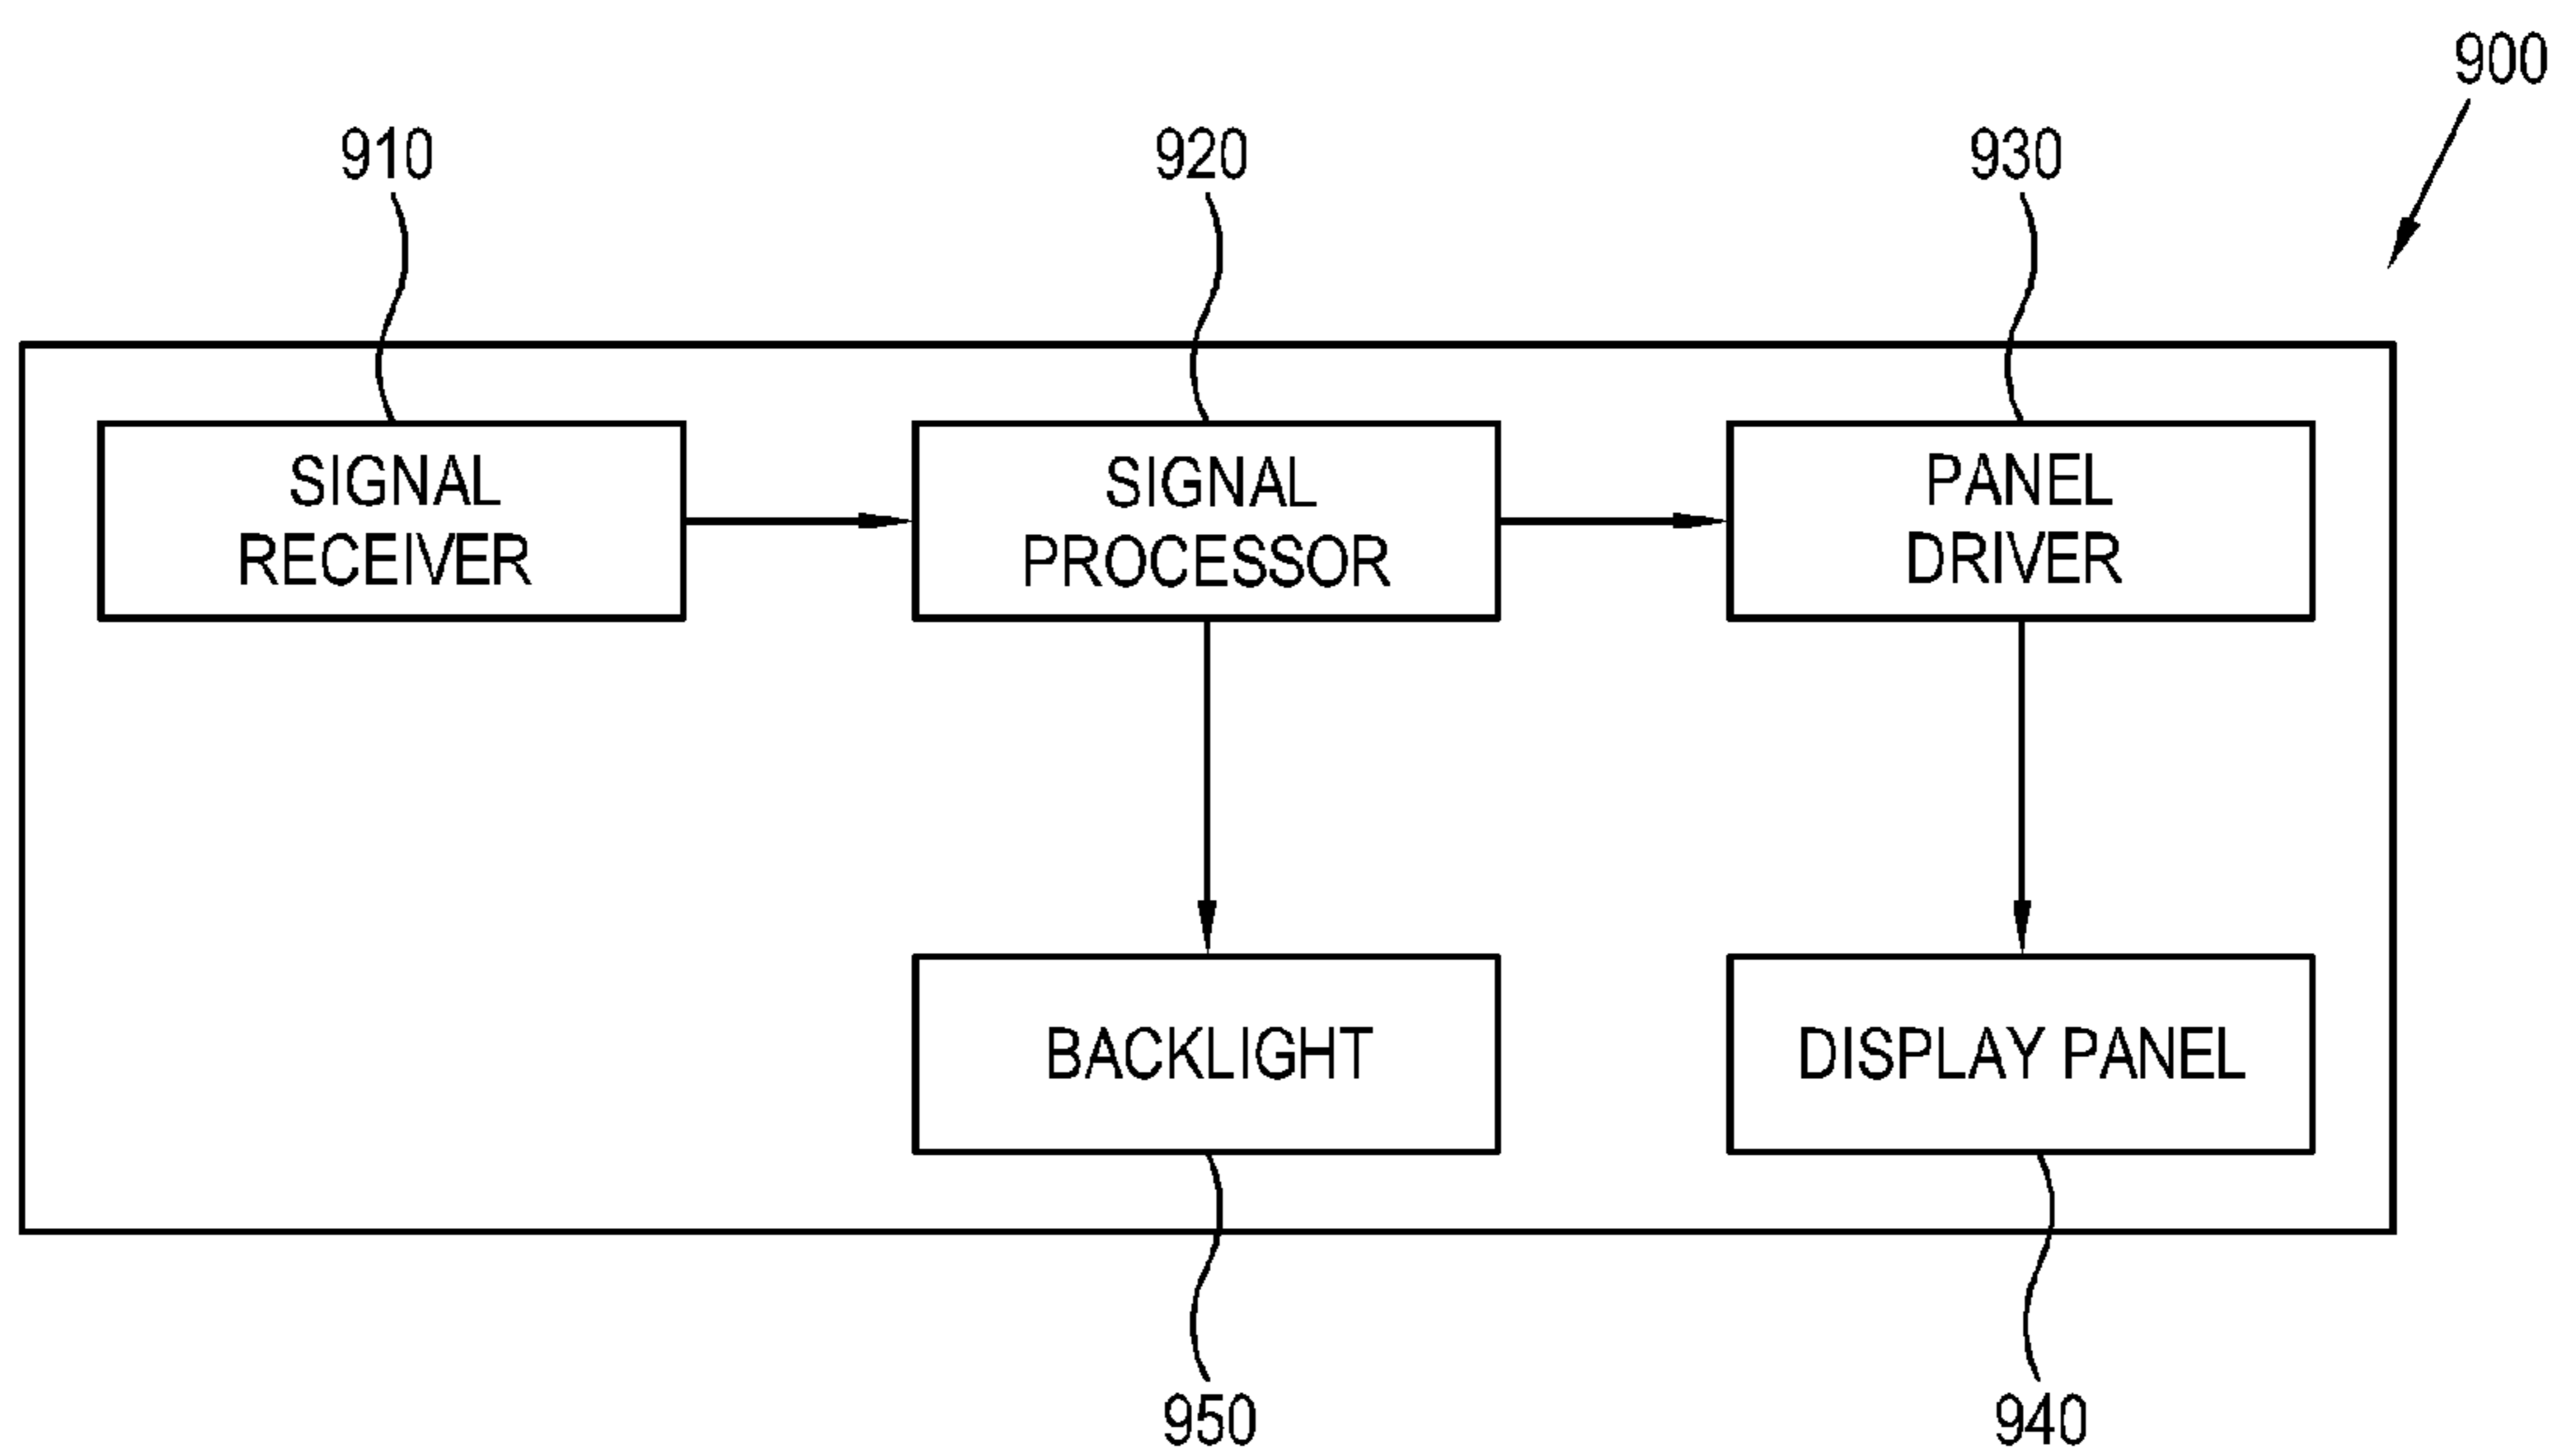 900
910
920
930
SIGNAL
RECEIVER
SIGNAL
PROCESSOR
PANEL
DRIVER
BACKLIGHT
DISPLAY PANEL
950
940